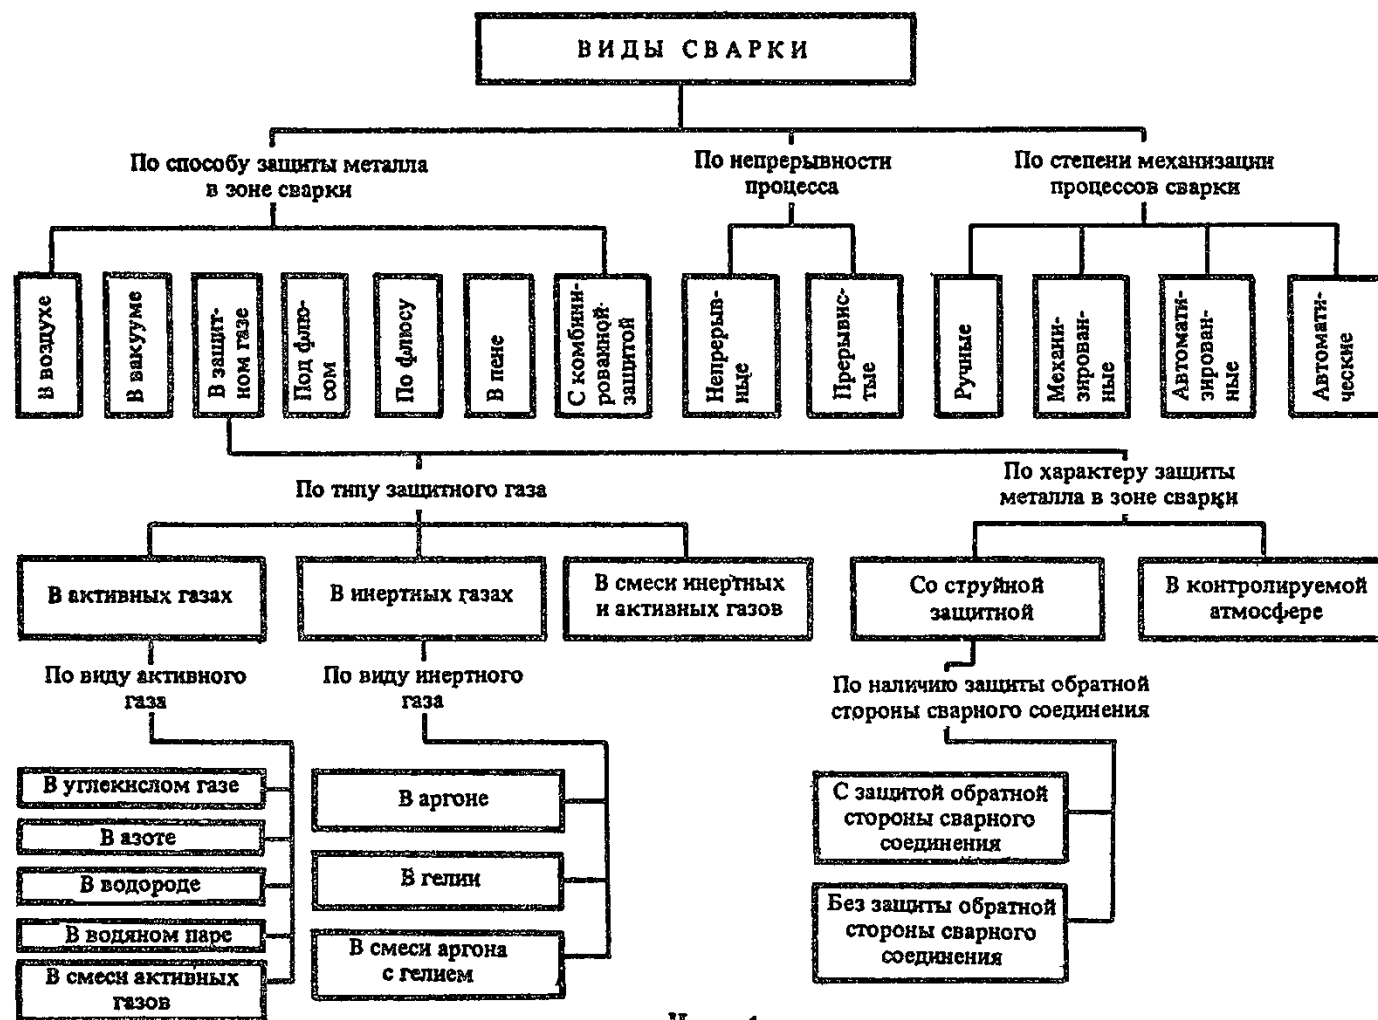 ВИДЫ СВАРКИ
По способу защиты металла
в зоне сварки
По непрерывности
процесса
По степени механизации
процессов сварки
В воздухе
В вакууме
В защит-
ном газе
Под флю-
сом
По флюсу
В пене
С комбини-
рованной
защитой
Непрерыв-
ные
Прерывис-
тые
Ручные
Механи-
зирован-
ные
Автомати-
зирован-
ные
Автомати-
ческие
По типу защитного газа
По характеру защиты
металла в зоне сварки
В активных газах
В инертных газах
В смеси инертных
и активных газов
Со струйной
защитной
В контролируемой
атмосфере
По виду активного
газа
По виду инертного
газа
По наличию защиты обратной
стороны сварного соединения
В углекислом газе
В азоте
В водороде
В водяном паре
В смеси активных
газов
В аргоне
В гелии
В смеси аргона
с гелием
С защитой обратной
стороны сварного
соединения
Без защиты обратной
стороны сварного
соединения